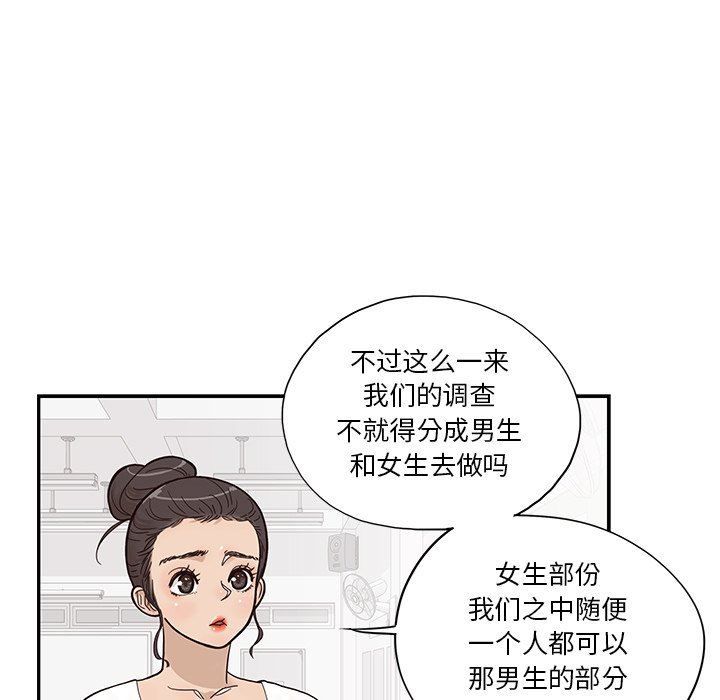 不过这么一来
我们的调查
不就得分成男生
和女生去做吗
女生部份
我们之中随便
一个人都可以
那男生的部分